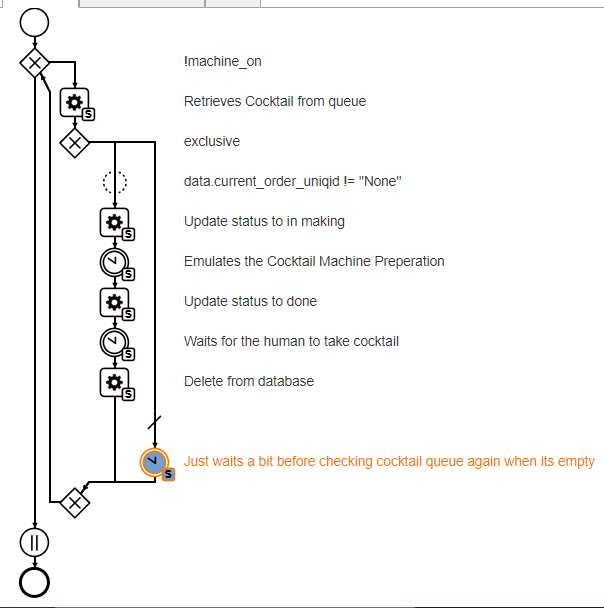 !machine_on
Retrieves Cocktail from queue
S
exclusive
data.current_order_uniqid != "None"
Update status to in making
S
Emulates the Cocktail Machine Preperation
S
Update status to done
S
Waits for the human to take cocktail
S
Delete from database
S
Just waits a bit before checking cocktail queue again when its empty
S